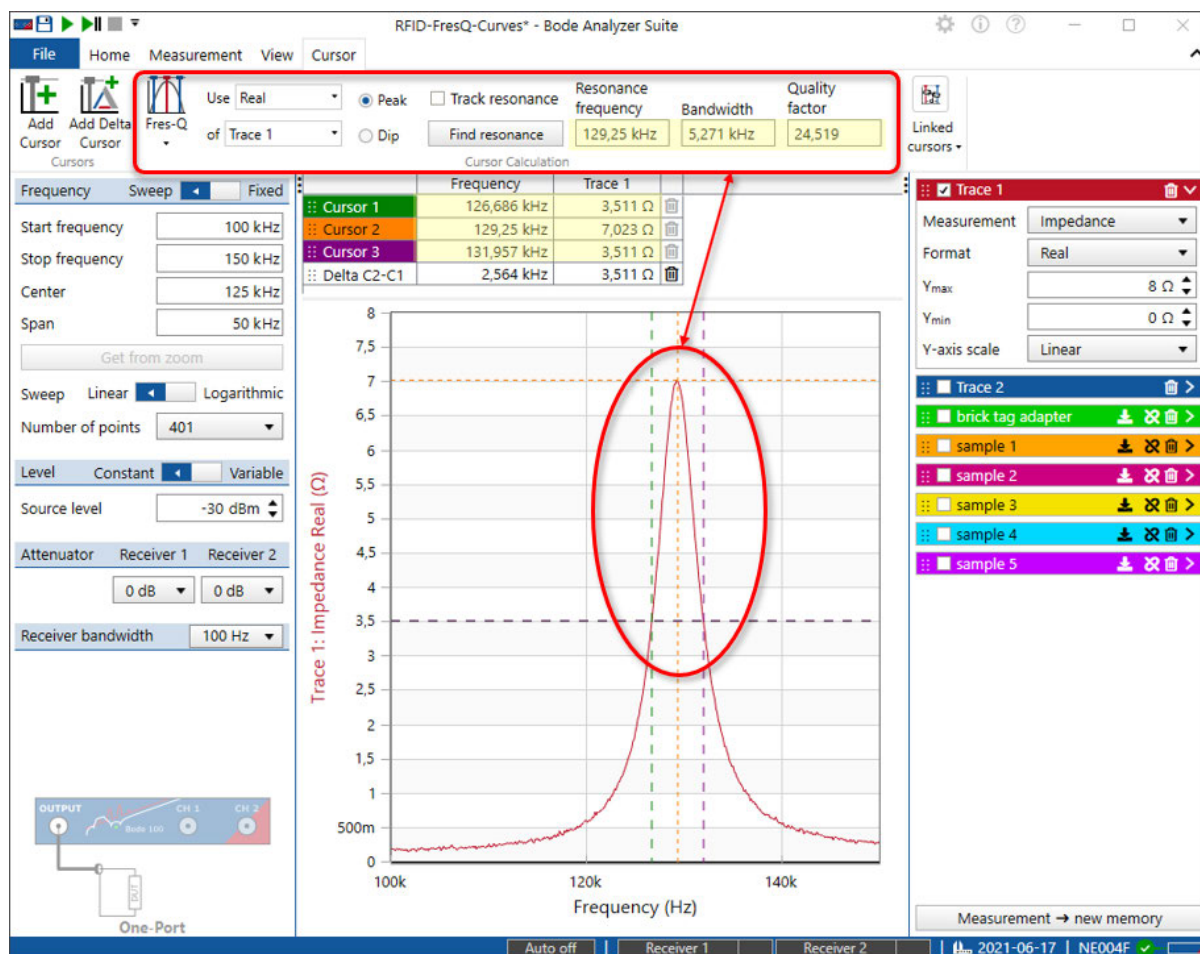 RFID-FresQ-Curves* - Bode Analyzer Suite
File Home Measurement View Cursor
Add Cursor
Add Delta Cursor
Cursors
Fres-Q
Use Real
of Trace 1
Peak
Dip
Track resonance
Find resonance
Resonance frequency
129,25 kHz
Bandwidth
5,271 kHz
Quality factor
24,519
Cursor Calculation
Linked cursors
Frequency Sweep Fixed
Start frequency 100 kHz
Stop frequency 150 kHz
Center 125 kHz
Span 50 kHz
Get from zoom
Sweep Linear Logarithmic
Number of points 401
Level Constant Variable
Source level -30 dBm
Attenuator Receiver 1 Receiver 2
0 dB 0 dB
Receiver bandwidth 100 Hz
OUTPUT CH 1 CH 2
Bode 100
DUT
One-Port
Frequency Trace 1
Cursor 1 126,686 kHz 3,511 Ω
Cursor 2 129,25 kHz 7,023 Ω
Cursor 3 131,957 kHz 3,511 Ω
Delta C2-C1 2,564 kHz 3,511 Ω
Trace 1: Impedance Real (Ω)
8
7,5
7
6,5
6
5,5
5
4,5
4
3,5
3
2,5
2
1,5
1
500m
0
100k 120k 140k
Frequency (Hz)
Trace 1
Measurement Impedance
Format Real
Ymax 8 Ω
Ymin 0 Ω
Y-axis scale Linear
Trace 2
brick tag adapter
sample 1
sample 2
sample 3
sample 4
sample 5
Measurement → new memory
Auto off | Receiver 1 Receiver 2 | 2021-06-17 | NE004F